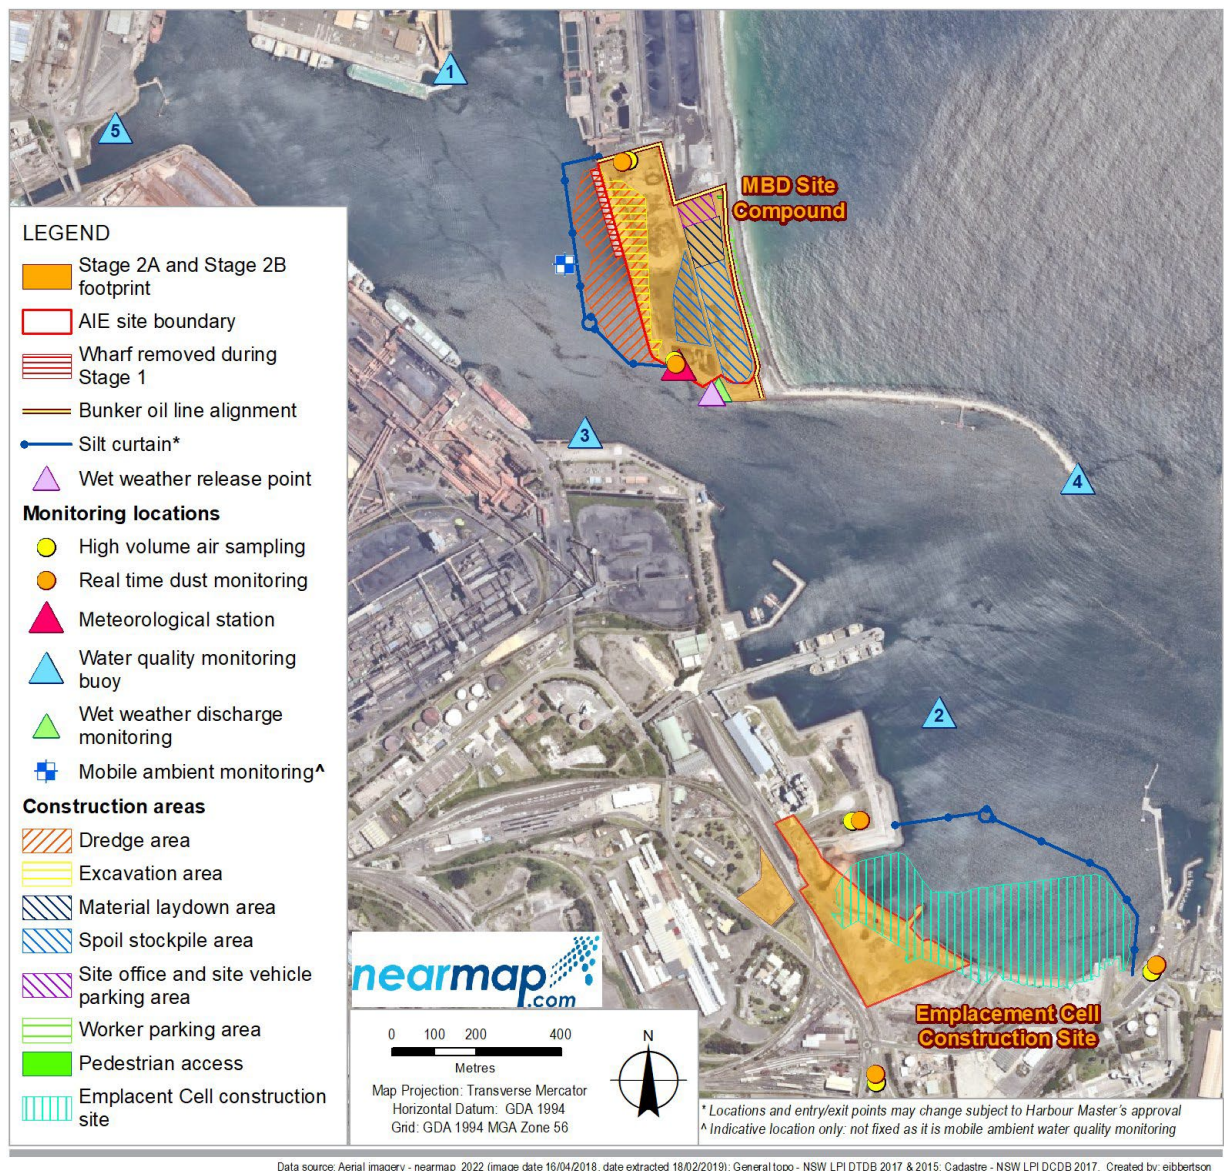 1
5
MBD Site
Compound
3
4
2
LEGEND
Stage 2A and Stage 2B
footprint
AIE site boundary
Wharf removed during
Stage 1
Bunker oil line alignment
Silt curtain*
Wet weather release point
Monitoring locations
High volume air sampling
Real time dust monitoring
Meteorological station
Water quality monitoring
buoy
Wet weather discharge
monitoring
Mobile ambient monitoring^
Construction areas
Dredge area
Excavation area
Material laydown area
Spoil stockpile area
Site office and site vehicle
parking area
Worker parking area
Pedestrian access
Emplacent Cell construction
site
nearmap
.com
Emplacement Cell
Construction Site
0 100 200 400
Metres
Map Projection: Transverse Mercator
Horizontal Datum: GDA 1994
Grid: GDA 1994 MGA Zone 56
N
* Locations and entry/exit points may change subject to Harbour Master's approval
^ Indicative location only: not fixed as it is mobile ambient water quality monitoring
Data source: Aerial imagery - nearmap 2022 (image date 16/04/2018, date extracted 18/02/2019); General topo - NSW LPI DTDB 2017 & 2015; Cadastre - NSW LPI DCDB 2017. Created by: eibbertson